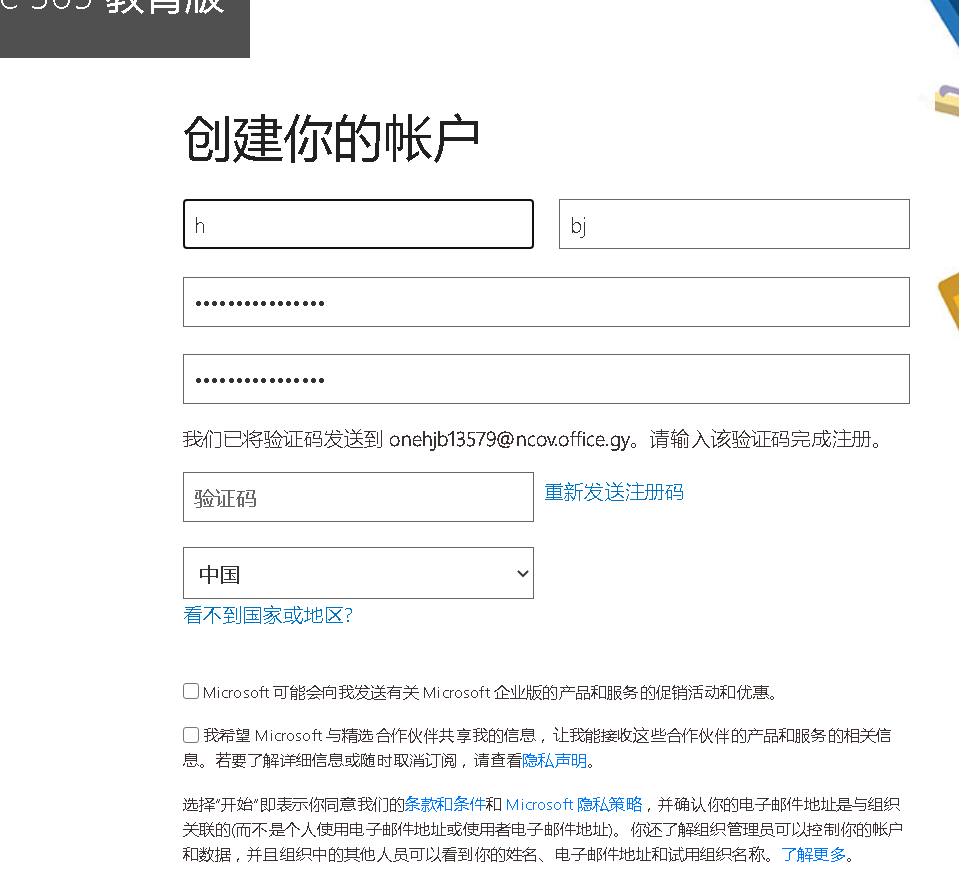 365 教育版
创建你的帐户
h
bj
••••••••••••••••
••••••••••••••••
我们已将验证码发送到 onehjb13579@ncov.office.gy。请输入该验证码完成注册。
验证码
重新发送注册码
中国
看不到国家或地区?
Microsoft 可能会向我发送有关 Microsoft 企业版的产品和服务的促销活动和优惠。
我希望 Microsoft 与精选合作伙伴共享我的信息，让我能接收这些合作伙伴的产品和服务的相关信
息。若要了解详细信息或随时取消订阅，请查看隐私声明。
选择"开始"即表示你同意我们的条款和条件和 Microsoft 隐私策略，并确认你的电子邮件地址是与组织
关联的(而不是个人使用电子邮件地址或使用者电子邮件地址)。你还了解组织管理员可以控制你的帐户
和数据，并且组织中的其他人员可以看到你的姓名、电子邮件地址和试用组织名称。了解更多。